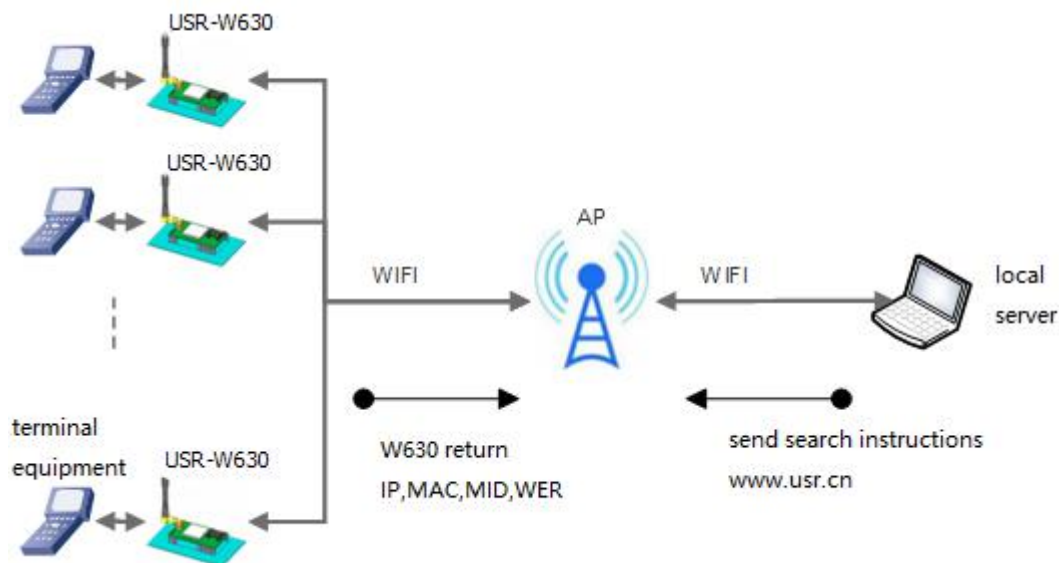 USR-W630
USR-W630
AP
WIFI
WIFI
local
server
terminal
equipment
USR-W630
W630 return
IP,MAC,MID,WER
send search instructions
www.usr.cn